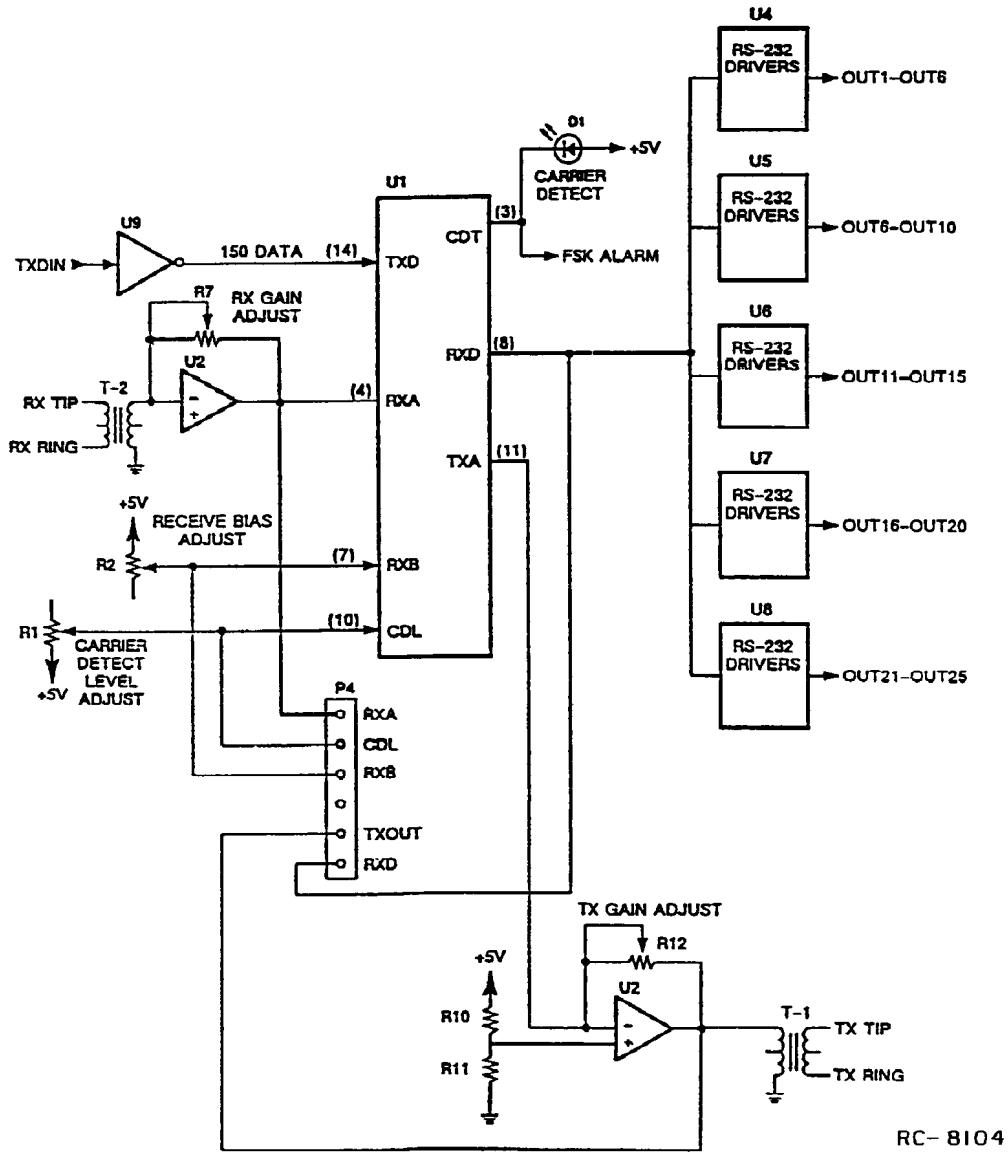 U4
RS-232
DRIVERS
OUT1-OUT6
D1
+5V
CARRIER
DETECT
U5
RS-232
DRIVERS
OUT6-OUT10
U1
(3)
CDT
FSK ALARM
U9
TXDIN
150 DATA
(14)
TXD
R7
RX GAIN
ADJUST
U6
RS-232
DRIVERS
OUT11-OUT15
(8)
RXD
U2
-
+
(4)
RXA
T-2
RX TIP
RX RING
(11)
TXA
U7
RS-232
DRIVERS
OUT16-OUT20
+5V
RECEIVE BIAS
ADJUST
R2
(7)
RXB
R1
(10)
CDL
CARRIER
DETECT
LEVEL
ADJUST
+5V
U8
RS-232
DRIVERS
OUT21-OUT25
P4
RXA
CDL
RXB
TXOUT
RXD
TX GAIN ADJUST
R12
+5V
U2
-
+
R10
R11
T-1
TX TIP
TX RING
RC-8104